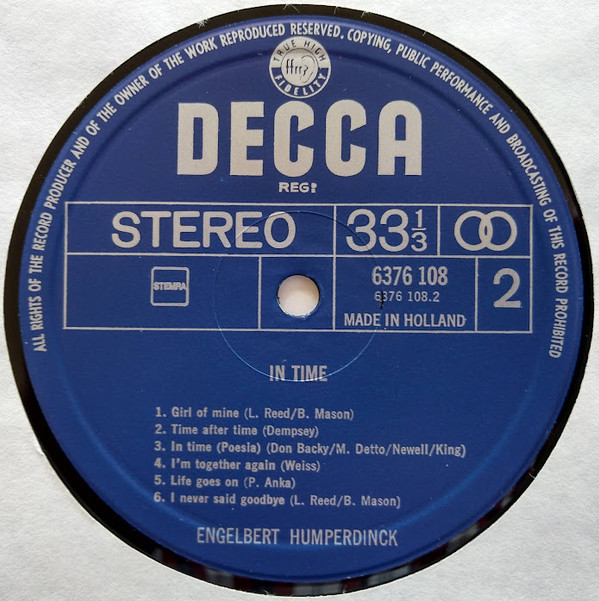 ALL RIGHTS OF THE RECORD PRODUCER AND OF THE OWNER OF THE WORK REPRODUCED RESERVED. COPYING, PUBLIC PERFORMANCE AND BROADCASTING OF THIS RECORD PROHIBITED
TRUE HIGH
ffrr
FIDELITY
DECCA
REG!
STEREO 33 1/3
STEMRA 6376 108 2
6376 108.2
MADE IN HOLLAND
IN TIME
1. Girl of mine (L. Reed/B. Mason)
2. Time after time (Dempsey)
3. In time (Poesia) (Don Backy/M. Detto/Newell/King)
4. I'm together again (Weiss)
5. Life goes on (P. Anka)
6. I never said goodbye (L. Reed/B. Mason)
ENGELBERT HUMPERDINCK